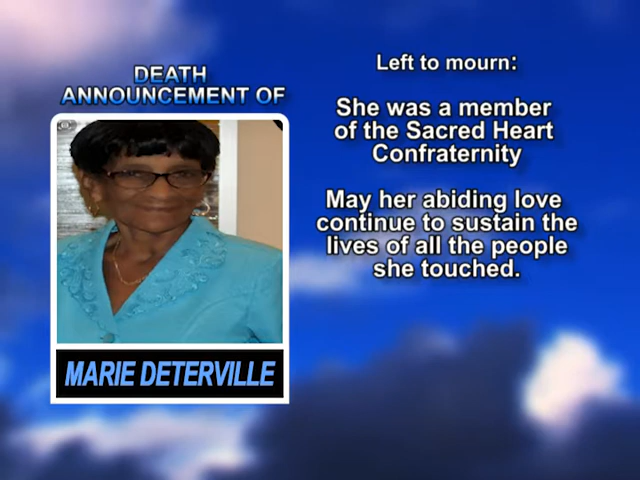 DEATH
ANNOUNCEMENT OF
MARIE DETERVILLE
Left to mourn:
She was a member
of the Sacred Heart
Confraternity
May her abiding love
continue to sustain the
lives of all the people
she touched.